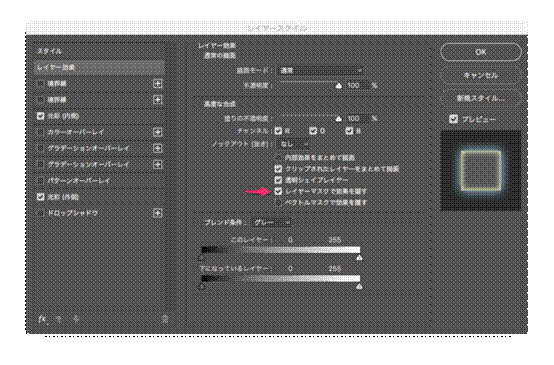 レイヤースタイル
スタイル
レイヤー効果
境界線
境界線
光彩 (内側)
カラーオーバーレイ
グラデーションオーバーレイ
グラデーションオーバーレイ
パターンオーバーレイ
光彩 (外側)
ドロップシャドウ
fx
レイヤー効果
通常の描画
描画モード： 通常
不透明度： 100 %
高度な合成
塗りの不透明度： 100 %
チャンネル： R G B
ノックアウト (抜き)： なし
内部効果をまとめて描画
クリップされたレイヤーをまとめて描画
透明シェイプレイヤー
レイヤーマスクで効果を隠す
ベクトルマスクで効果を隠す
ブレンド条件： グレー
このレイヤー： 0 255
下になっているレイヤー： 0 255
OK
キャンセル
新規スタイル...
プレビュー